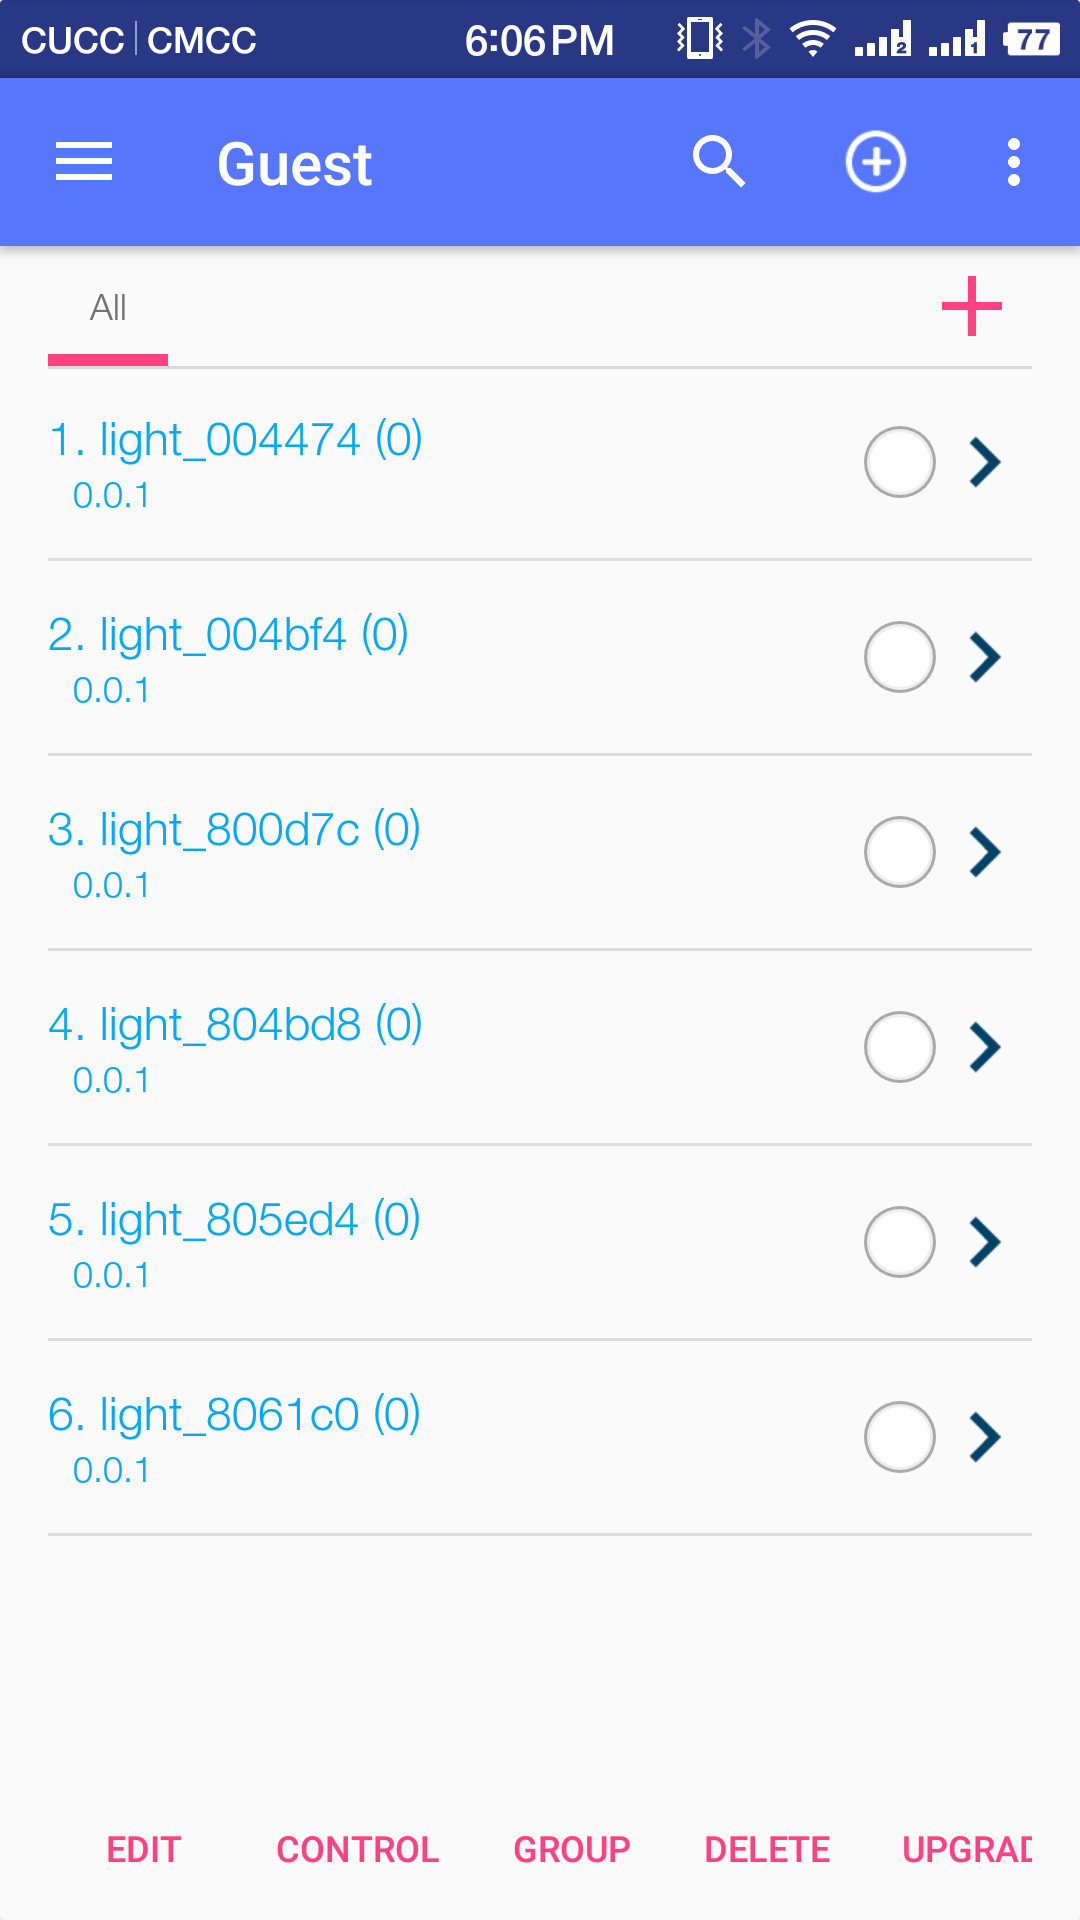 CUCC CMCC 6:06 PM 2 1 77
Guest
All
1. light_004474 (0)
0.0.1
2. light_004bf4 (0)
0.0.1
3. light_800d7c (0)
0.0.1
4. light_804bd8 (0)
0.0.1
5. light_805ed4 (0)
0.0.1
6. light_8061c0 (0)
0.0.1
EDIT CONTROL GROUP DELETE UPGRAD